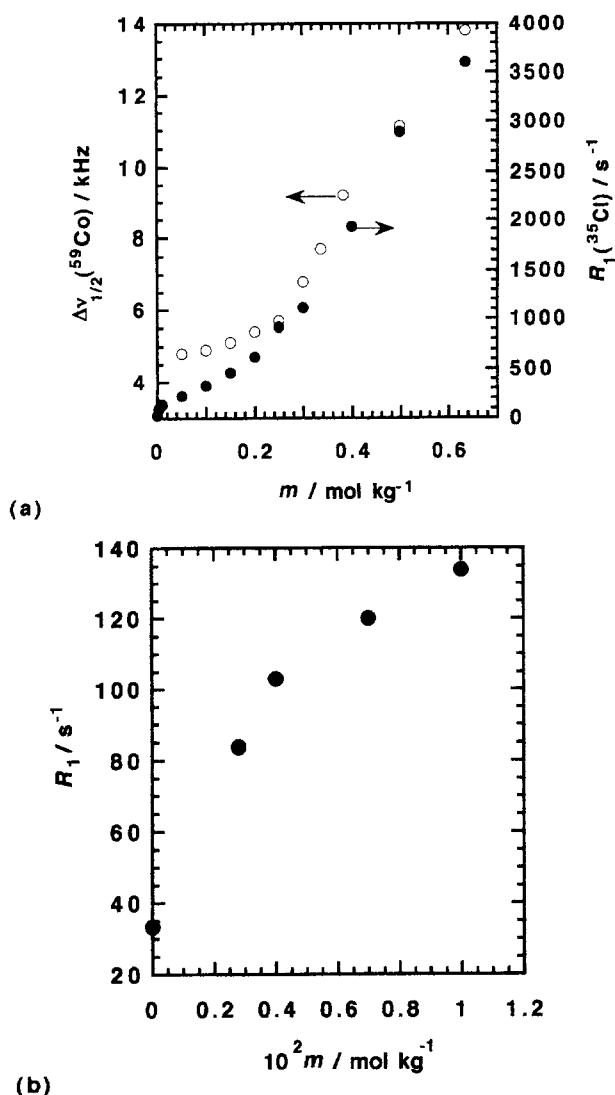 14
12
10
8
6
4
Δν1/2(⁵⁹Co) / kHz
4000
3500
3000
2500
2000
1500
1000
500
0
R₁(³⁵Cl) / s⁻¹
0 0.2 0.4 0.6
m / mol kg⁻¹
(a)
140
120
100
80
60
40
20
R₁ / s⁻¹
0 0.2 0.4 0.6 0.8 1 1.2
10² m / mol kg⁻¹
(b)